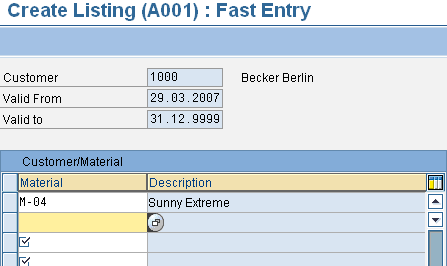 Create Listing (A001) : Fast Entry
Customer 1000 Becker Berlin
Valid From 29.03.2007
Valid to 31.12.9999
Customer/Material
Material Description
M-04 Sunny Extreme